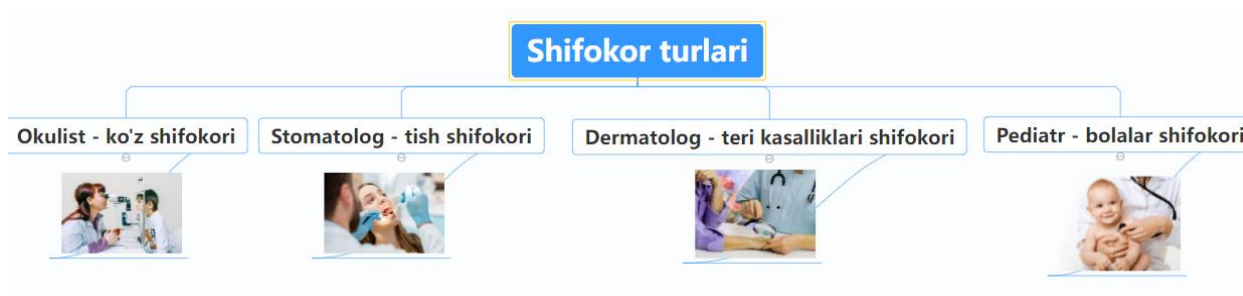 Shifokor turlari
Okulist - ko'z shifokori
Stomatolog - tish shifokori
Dermatolog - teri kasalliklari shifokori
Pediatr - bolalar shifokori